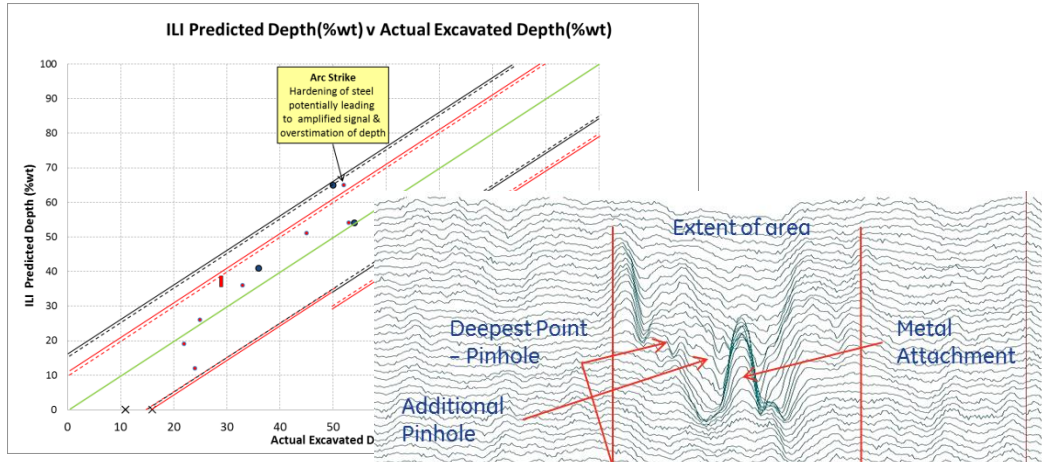 ILI Predicted Depth(%wt) v Actual Excavated Depth(%wt)
100
90
80
70
60
50
40
30
20
10
0
ILI Predicted Depth (%wt)
Arc Strike
Hardening of steel
potentially leading
to amplified signal &
overstimation of depth
0
10
20
30
40
50
Actual Excavated D
Extent of area
Deepest Point
– Pinhole
Additional
Pinhole
Metal
Attachment